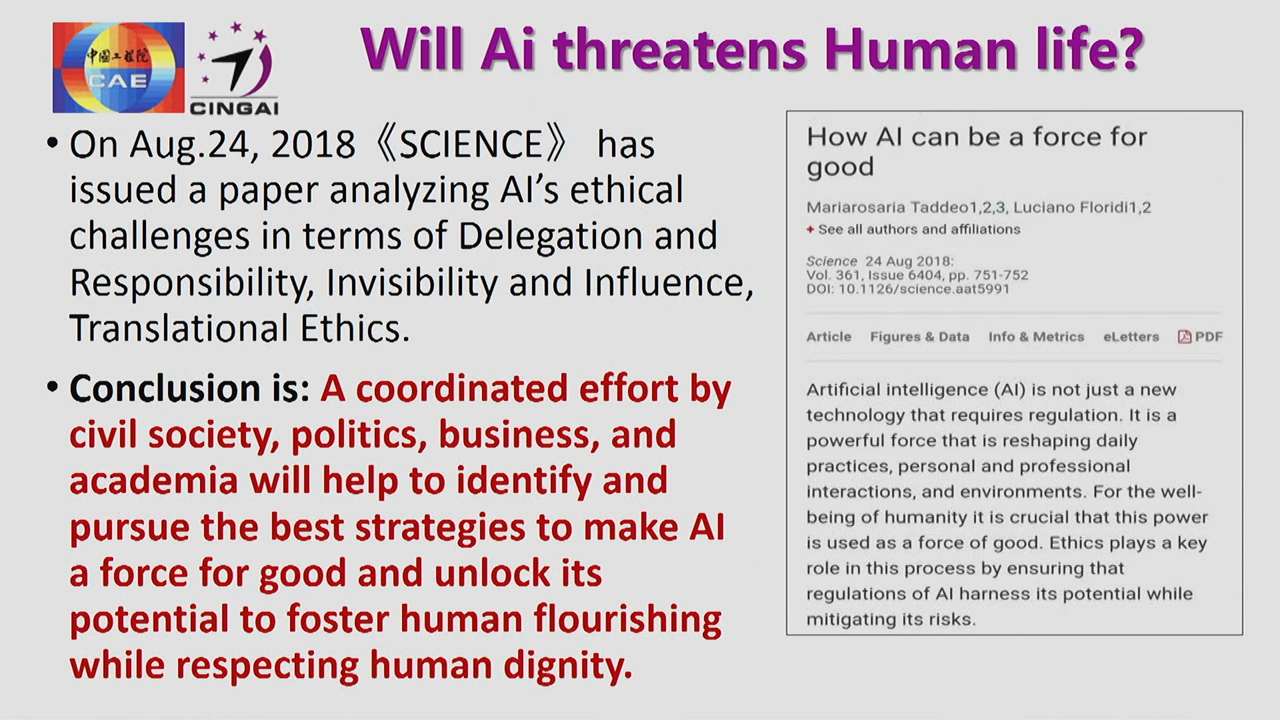 Will Ai threatens Human life?
中國工程院
CAE
CINGAI
• On Aug.24, 2018 《SCIENCE》 has
issued a paper analyzing AI’s ethical
challenges in terms of Delegation and
Responsibility, Invisibility and Influence,
Translational Ethics.
• Conclusion is: A coordinated effort by
civil society, politics, business, and
academia will help to identify and
pursue the best strategies to make AI
a force for good and unlock its
potential to foster human flourishing
while respecting human dignity.
How AI can be a force for
good
Mariarosaria Taddeo1,2,3, Luciano Floridi1,2
+ See all authors and affiliations
Science 24 Aug 2018:
Vol. 361, Issue 6404, pp. 751-752
DOI: 10.1126/science.aat5991
Article Figures & Data Info & Metrics eLetters PDF
Artificial intelligence (AI) is not just a new
technology that requires regulation. It is a
powerful force that is reshaping daily
practices, personal and professional
interactions, and environments. For the well-
being of humanity it is crucial that this power
is used as a force of good. Ethics plays a key
role in this process by ensuring that
regulations of AI harness its potential while
mitigating its risks.